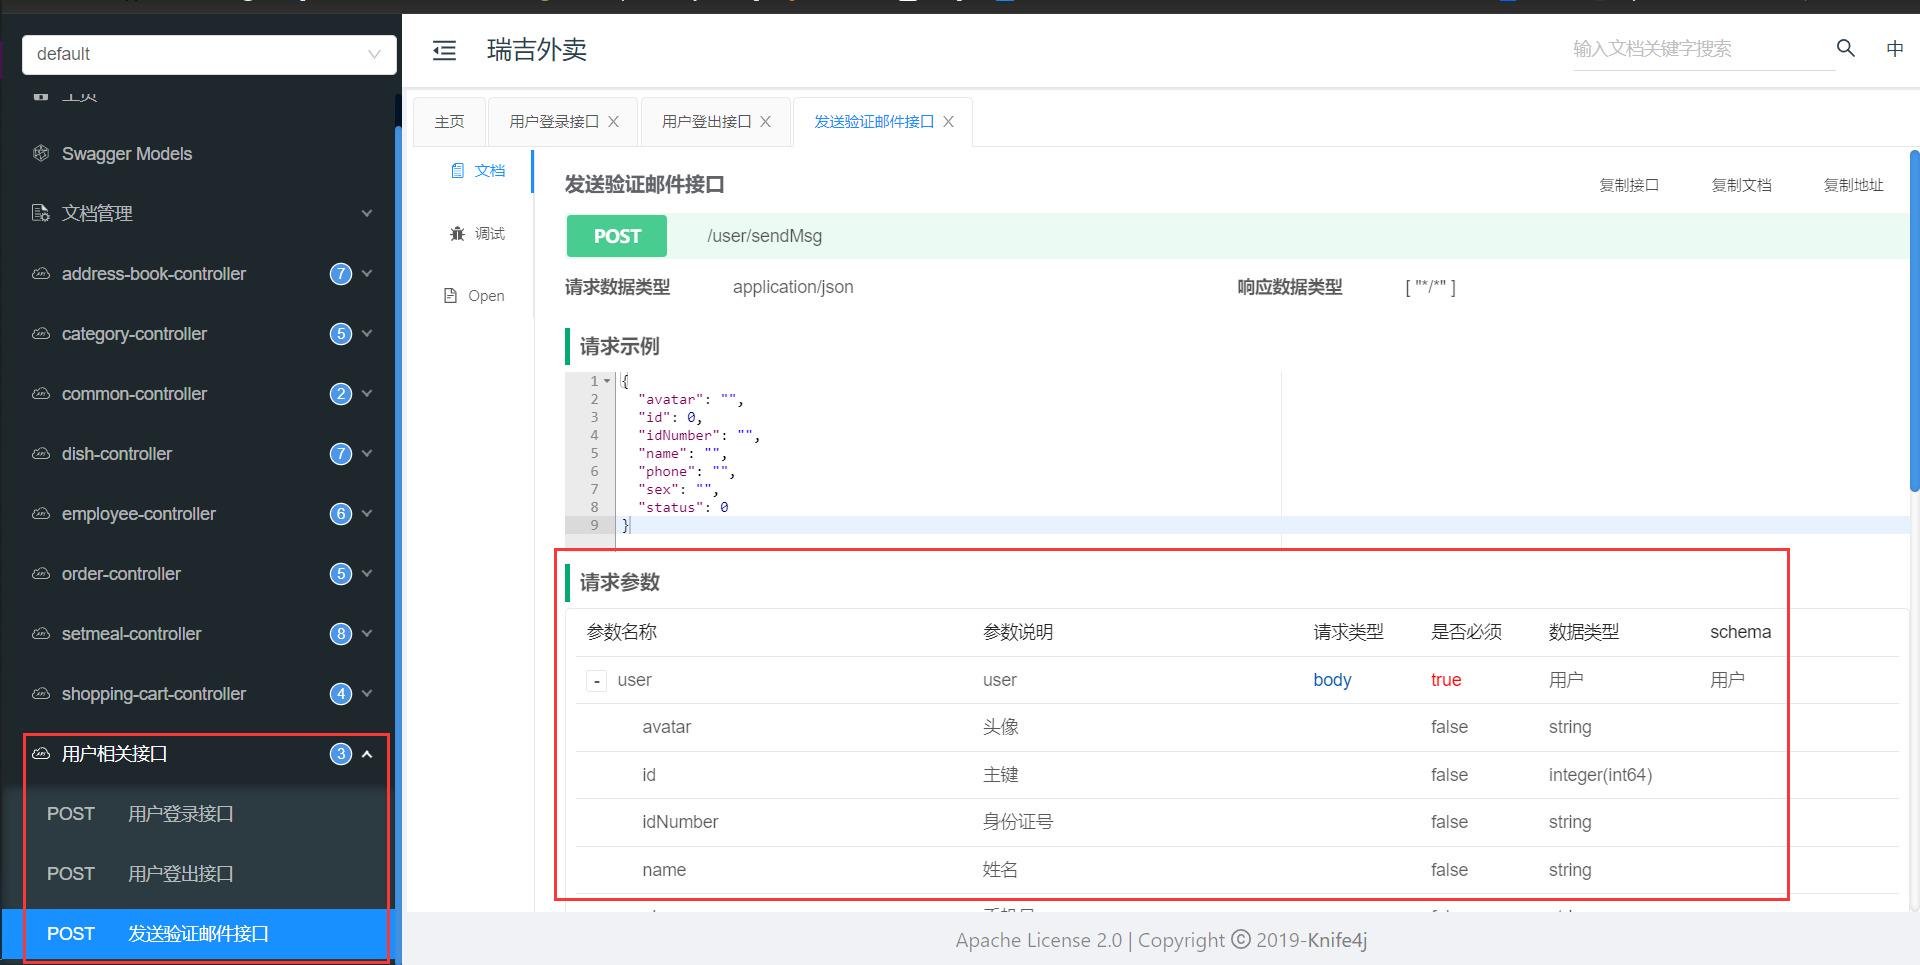 default
瑞吉外卖
输入文档关键字搜索
中
主页
Swagger Models
文档管理
address-book-controller 7
category-controller 5
common-controller 2
dish-controller 7
employee-controller 6
order-controller 5
setmeal-controller 8
shopping-cart-controller 4
用户相关接口 3
POST 用户登录接口
POST 用户登出接口
POST 发送验证邮件接口
主页 用户登录接口 用户登出接口 发送验证邮件接口
文档
调试
Open
发送验证邮件接口
复制接口 复制文档 复制地址
POST /user/sendMsg
请求数据类型 application/json 响应数据类型 [ "*/*" ]
请求示例
1 {
2 "avatar": "",
3 "id": 0,
4 "idNumber": "",
5 "name": "",
6 "phone": "",
7 "sex": "",
8 "status": 0
9 }
请求参数
参数名称 参数说明 请求类型 是否必须 数据类型 schema
- user user body true 用户 用户
avatar 头像 false string
id 主键 false integer(int64)
idNumber 身份证号 false string
name 姓名 false string
Apache License 2.0 | Copyright © 2019-Knife4j